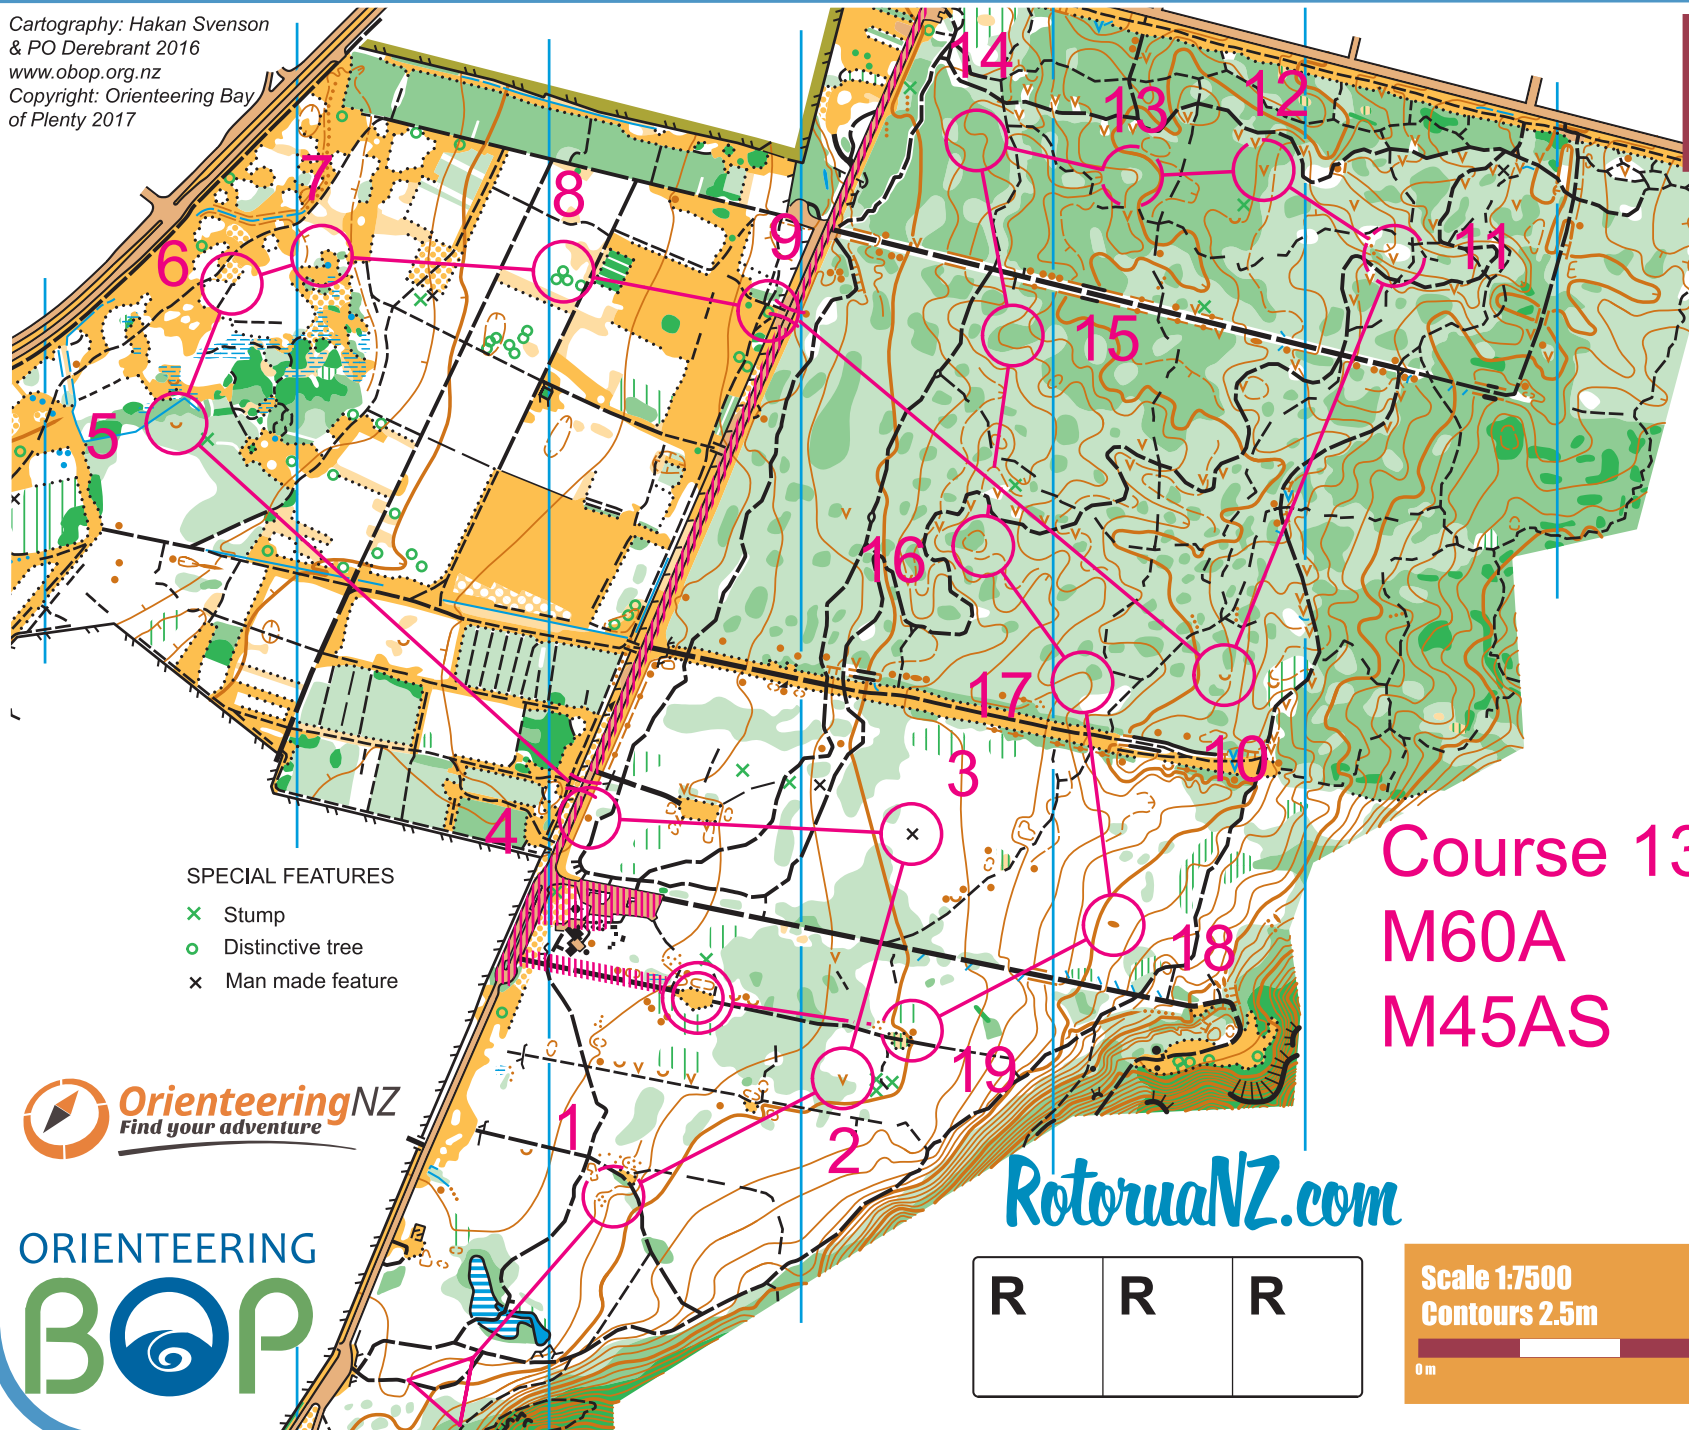 Cartography: Hakan Svenson
& PO Derebrant 2016
www.obop.org.nz
Copyright: Orienteering Bay
of Plenty 2017
14
13
12
7
8
9
6
11
15
5
16
17
10
3
4
Course 13
M60A
M45AS
SPECIAL FEATURES
Stump
Distinctive tree
Man made feature
18
19
1
2
OrienteeringNZ
Find your adventure
RotoruaNZ.com
ORIENTEERING
BOP
R R R
Scale 1:7500
Contours 2.5m
0 m